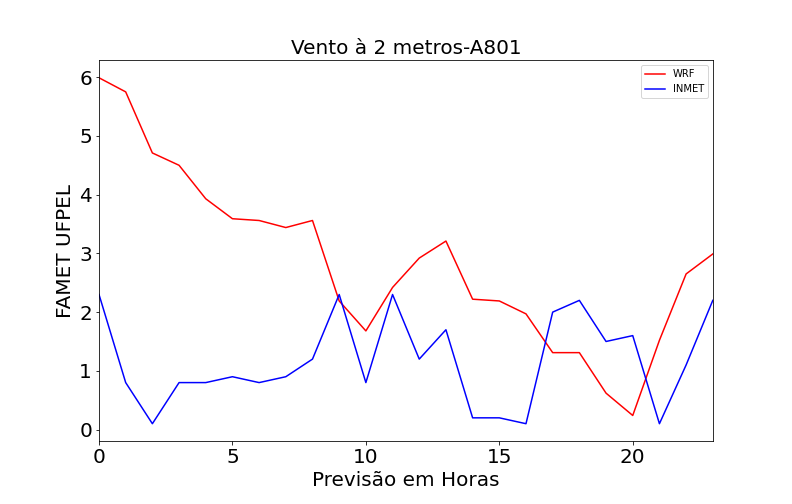 Vento à 2 metros-A801
WRF
INMET
6
5
4
3
2
1
0
FAMET UFPEL
0 5 10 15 20
Previsão em Horas